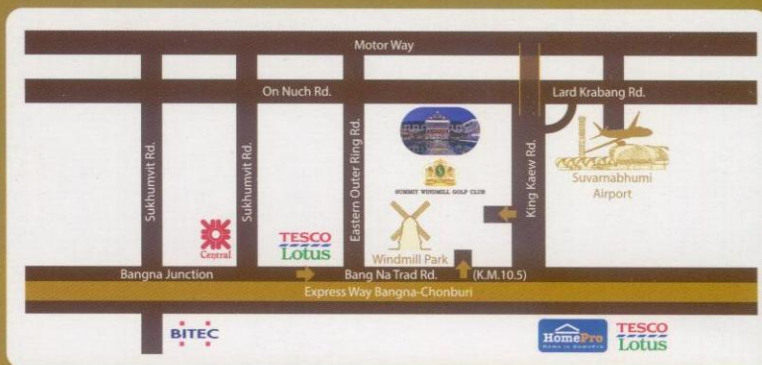 Motor Way
On Nuch Rd.
Lard Krabang Rd.
Sukhumvit Rd.
Sukhumvit Rd.
Eastern Outer Ring Rd.
King Kaew Rd.
SUMMIT WINDMILL GOLF CLUB
Suvarnabhumi
Airport
Central
TESCO
Lotus
Windmill Park
Bangna Junction
Bang Na Trad Rd.
(K.M.10.5)
Express Way Bangna-Chonburi
BITEC
HomePro
TESCO
Lotus